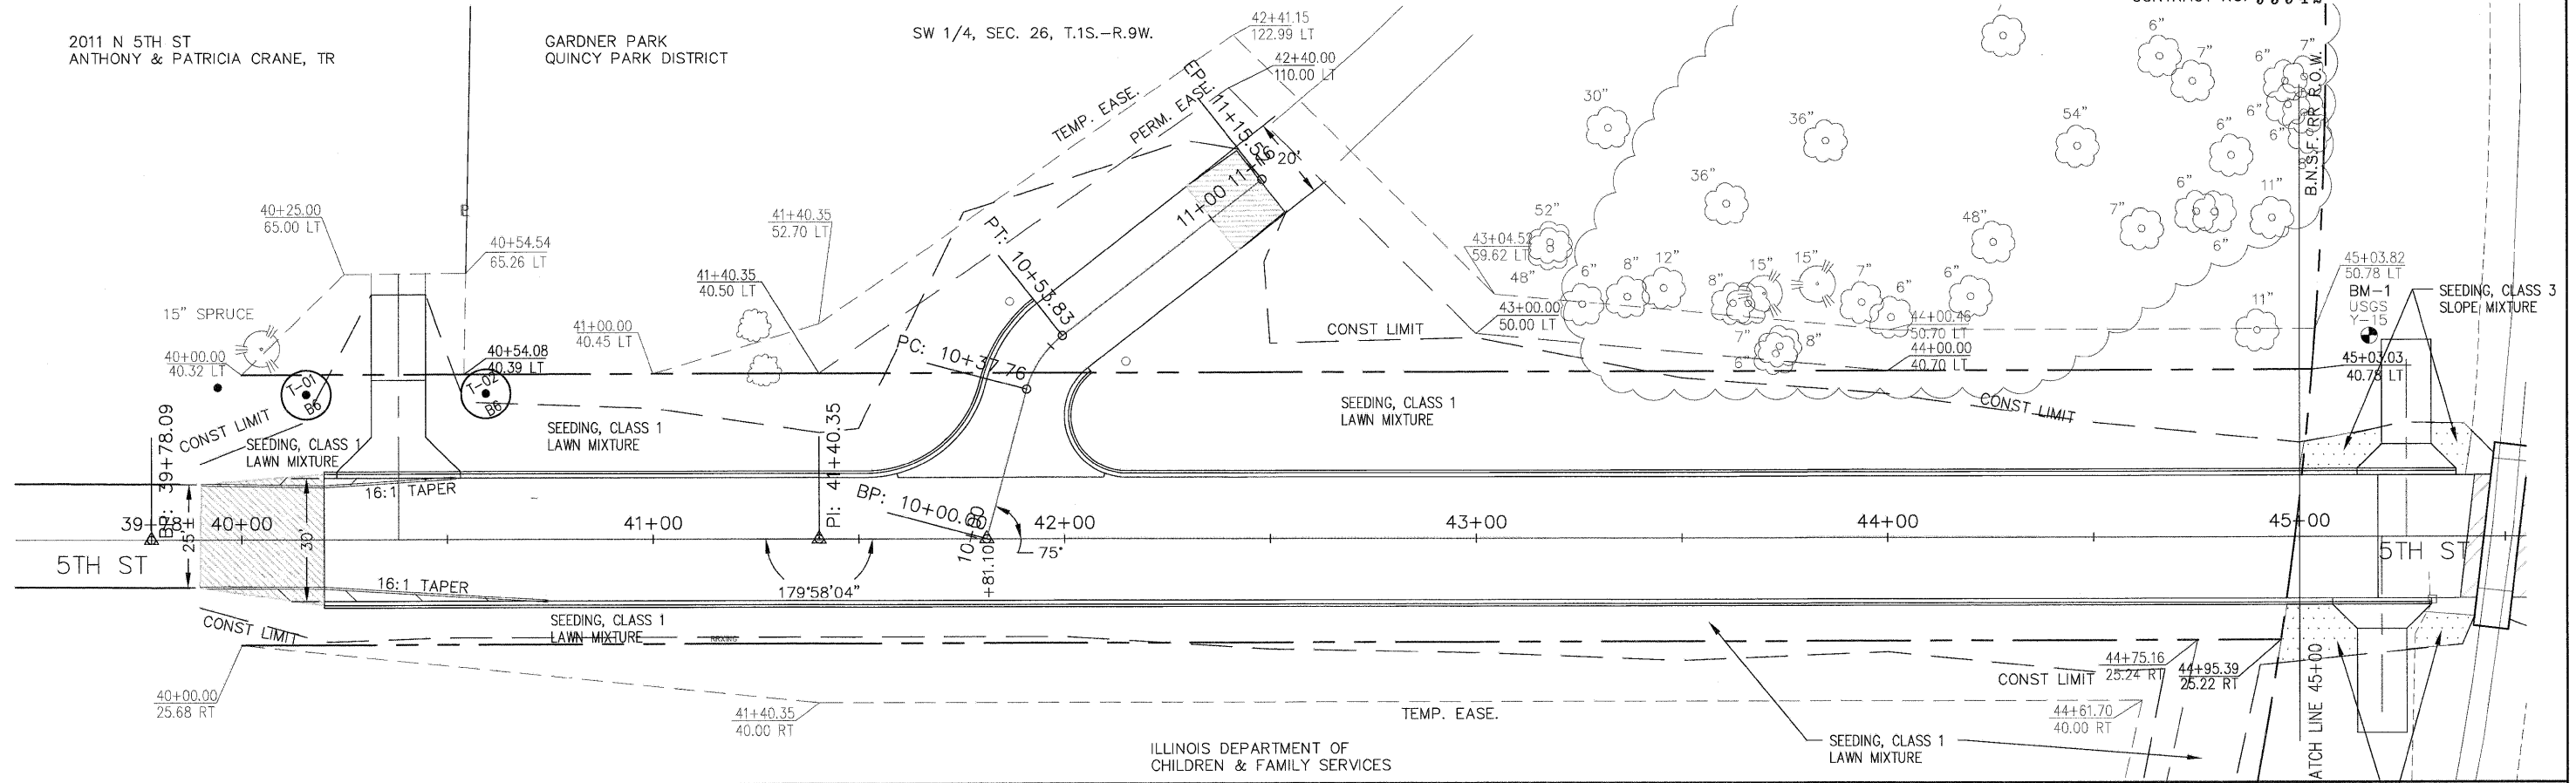 2011 N 5TH ST
ANTHONY & PATRICIA CRANE, TR
GARDNER PARK
QUINCY PARK DISTRICT
SW 1/4, SEC. 26, T.1S.-R.9W.
42+41.15
122.99 LT
42+40.00
110.00 LT
TEMP. EASE.
PERM. EASE.
EP: 11+15.56
20'
11+00
PT: 10+53.83
PC: 10+37.76
BP: 10+00.00
+81.10
75°
40+25.00
65.00 LT
40+54.54
65.26 LT
41+40.35
52.70 LT
41+40.35
40.50 LT
41+00.00
40.45 LT
15" SPRUCE
40+00.00
40.32 LT
40+54.08
40.39 LT
T-01
B6
T-02
B6
CONST LIMIT
SEEDING, CLASS 1
LAWN MIXTURE
SEEDING, CLASS 1
LAWN MIXTURE
SEEDING, CLASS 1
LAWN MIXTURE
CONST LIMIT
CONST LIMIT
30"
36"
36"
54"
52"
48"
48"
6"
8"
12"
8"
15"
15"
7"
6"
6"
7"
8"
6"
6"
7"
6"
7"
6"
6"
6"
6"
7"
11"
6"
11"
B.N.S.F. RR R.O.W.
43+04.52
59.62 LT
43+00.00
50.00 LT
44+00.46
50.70 LT
44+00.00
40.70 LT
45+03.82
50.78 LT
BM-1
USGS
Y-15
SEEDING, CLASS 3
SLOPE MIXTURE
45+03.03
40.78 LT
BP: 39+78.09
39+78±
25'
30'
16:1 TAPER
16:1 TAPER
PI: 41+40.35
179°58'04"
40+00
41+00
42+00
43+00
44+00
45+00
5TH ST
5TH ST
CONST LIMIT
SEEDING, CLASS 1
LAWN MIXTURE
40+00.00
25.68 RT
41+40.35
40.00 RT
TEMP. EASE.
CONST LIMIT
44+75.16
25.24 RT
44+95.39
25.22 RT
44+61.70
40.00 RT
ATCH LINE 45+00
SEEDING, CLASS 1
LAWN MIXTURE
ILLINOIS DEPARTMENT OF
CHILDREN & FAMILY SERVICES